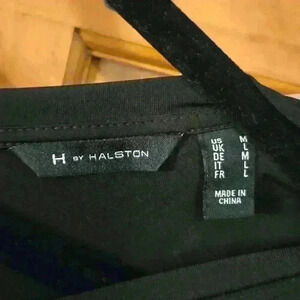 H BY HALSTON
US M
UK L
DE M
IT L
FR L
MADE IN
CHINA